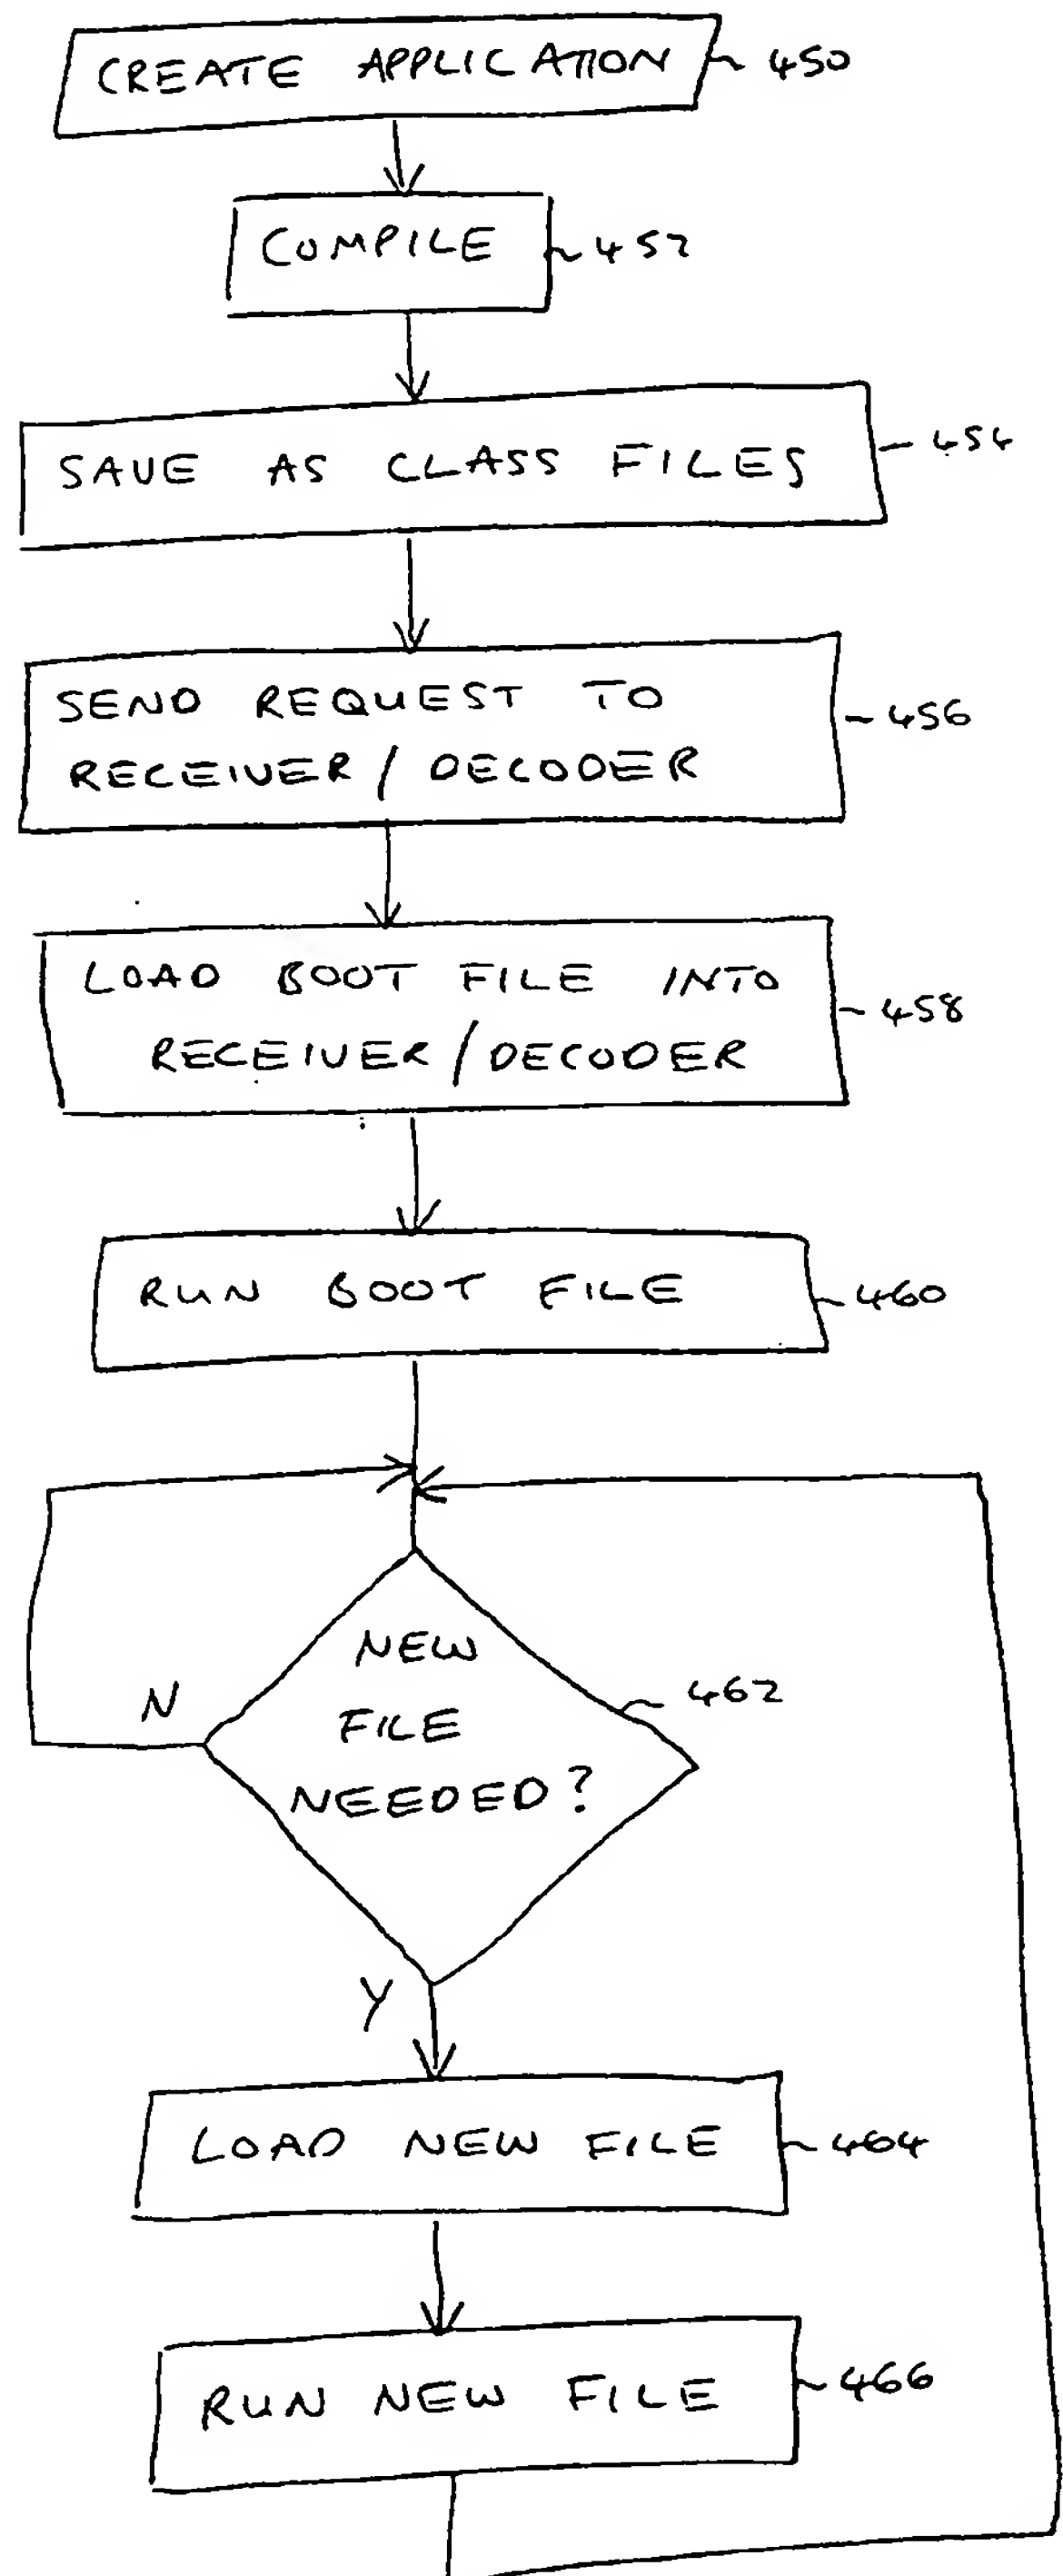 CREATE APPLICATION 450
COMPILE 452
SAVE AS CLASS FILES 454
SEND REQUEST TO
RECEIVER / DECODER
456
LOAD BOOT FILE INTO
RECEIVER / DECODER
458
RUN BOOT FILE 460
NEW
FILE
NEEDED?
462
N
Y
LOAD NEW FILE 464
RUN NEW FILE 466